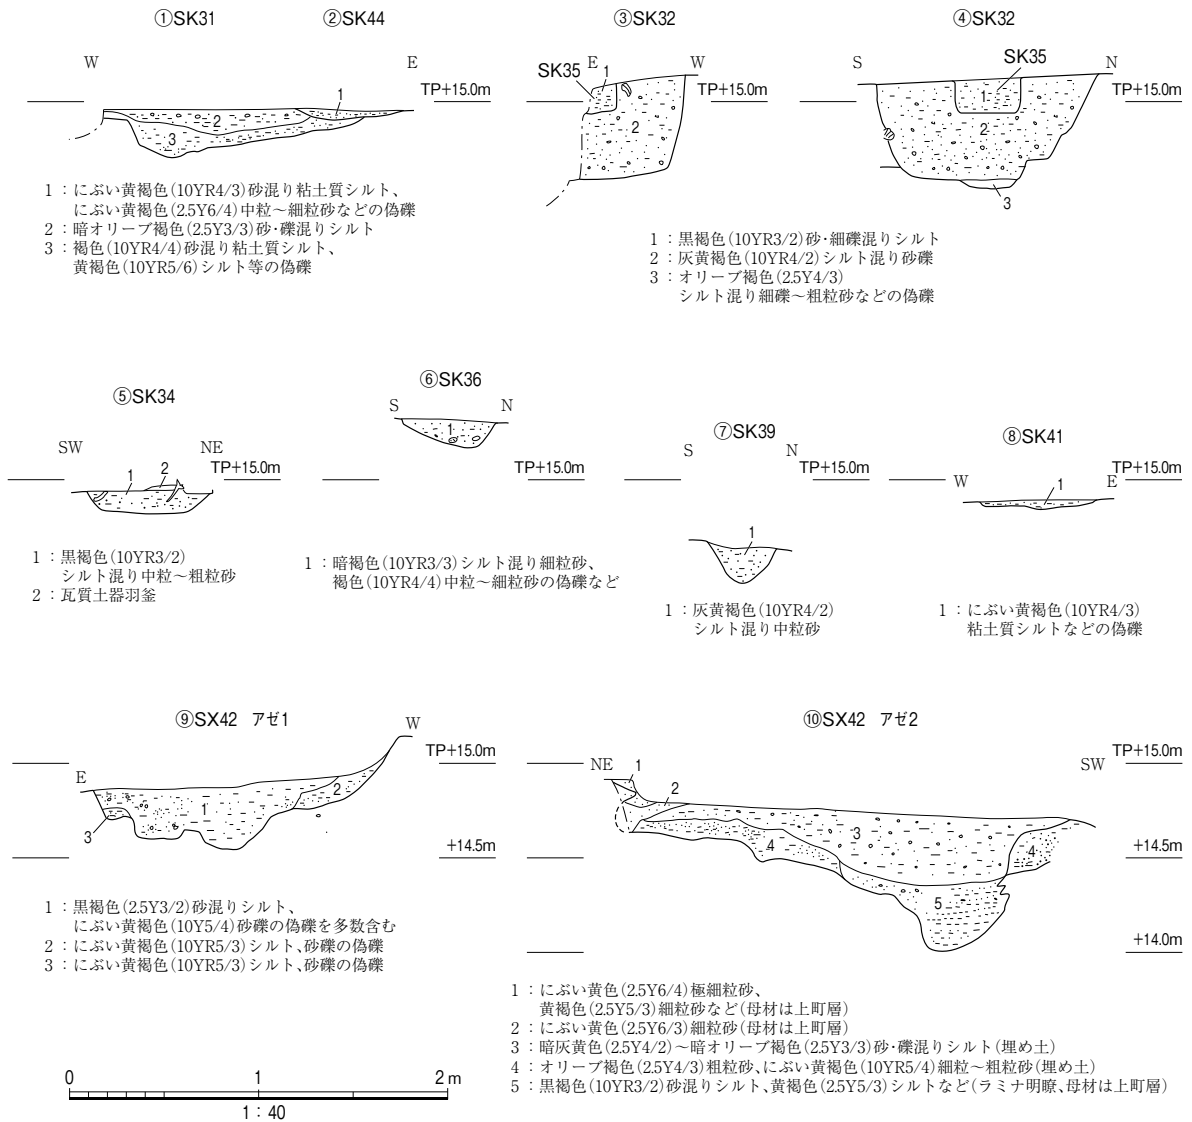 ①SK31 ②SK44
W E
TP+15.0m
1
2
3
1：にぶい黄褐色(10YR4/3)砂混り粘土質シルト、
にぶい黄褐色(2.5Y6/4)中粒～細粒砂などの偽礫
2：暗オリーブ褐色(2.5Y3/3)砂・礫混りシルト
3：褐色(10YR4/4)砂混り粘土質シルト、
黄褐色(10YR5/6)シルト等の偽礫
③SK32
E W
SK35
1
TP+15.0m
2
④SK32
S N
SK35
TP+15.0m
1
2
3
1：黒褐色(10YR3/2)砂・細礫混りシルト
2：灰黄褐色(10YR4/2)シルト混り砂礫
3：オリーブ褐色(2.5Y4/3)
シルト混り細礫～粗粒砂などの偽礫
⑤SK34
SW NE
TP+15.0m
1 2
1：黒褐色(10YR3/2)
シルト混り中粒～粗粒砂
2：瓦質土器羽釜
⑥SK36
S N
1
TP+15.0m
1：暗褐色(10YR3/3)シルト混り細粒砂、
褐色(10YR4/4)中粒～細粒砂の偽礫など
⑦SK39
S N
TP+15.0m
1
1：灰黄褐色(10YR4/2)
シルト混り中粒砂
⑧SK41
W E
TP+15.0m
1
1：にぶい黄褐色(10YR4/3)
粘土質シルトなどの偽礫
⑨SX42 アゼ1
W
TP+15.0m
E
1
2
3
+14.5m
1：黒褐色(2.5Y3/2)砂混りシルト、
にぶい黄褐色(10Y5/4)砂礫の偽礫を多数含む
2：にぶい黄褐色(10YR5/3)シルト、砂礫の偽礫
3：にぶい黄褐色(10YR5/3)シルト、砂礫の偽礫
⑩SX42 アゼ2
TP+15.0m
NE SW
1
2
3
4 4
+14.5m
5
+14.0m
1：にぶい黄色(2.5Y6/4)極細粒砂、
黄褐色(2.5Y5/3)細粒砂など(母材は上町層)
2：にぶい黄色(2.5Y6/3)細粒砂(母材は上町層)
3：暗灰黄色(2.5Y4/2)～暗オリーブ褐色(2.5Y3/3)砂・礫混りシルト(埋め土)
4：オリーブ褐色(2.5Y4/3)粗粒砂、にぶい黄褐色(10YR5/4)細粒～粗粒砂(埋め土)
5：黒褐色(10YR3/2)砂混りシルト、黄褐色(2.5Y5/3)シルトなど(ラミナ明瞭、母材は上町層)
0 1 2m
1：40